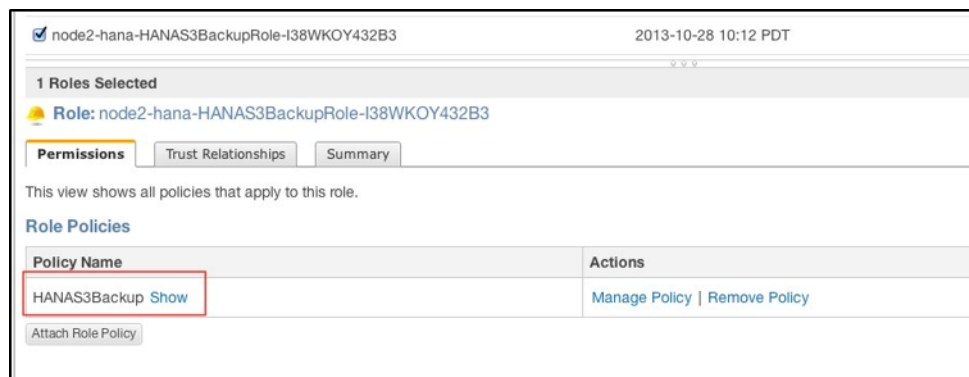 node2-hana-HANAS3BackupRole-I38WKOY432B3 2013-10-28 10:12 PDT
1 Roles Selected
Role: node2-hana-HANAS3BackupRole-I38WKOY432B3
Permissions Trust Relationships Summary
This view shows all policies that apply to this role.
Role Policies
Policy Name Actions
HANAS3Backup Show Manage Policy | Remove Policy
Attach Role Policy